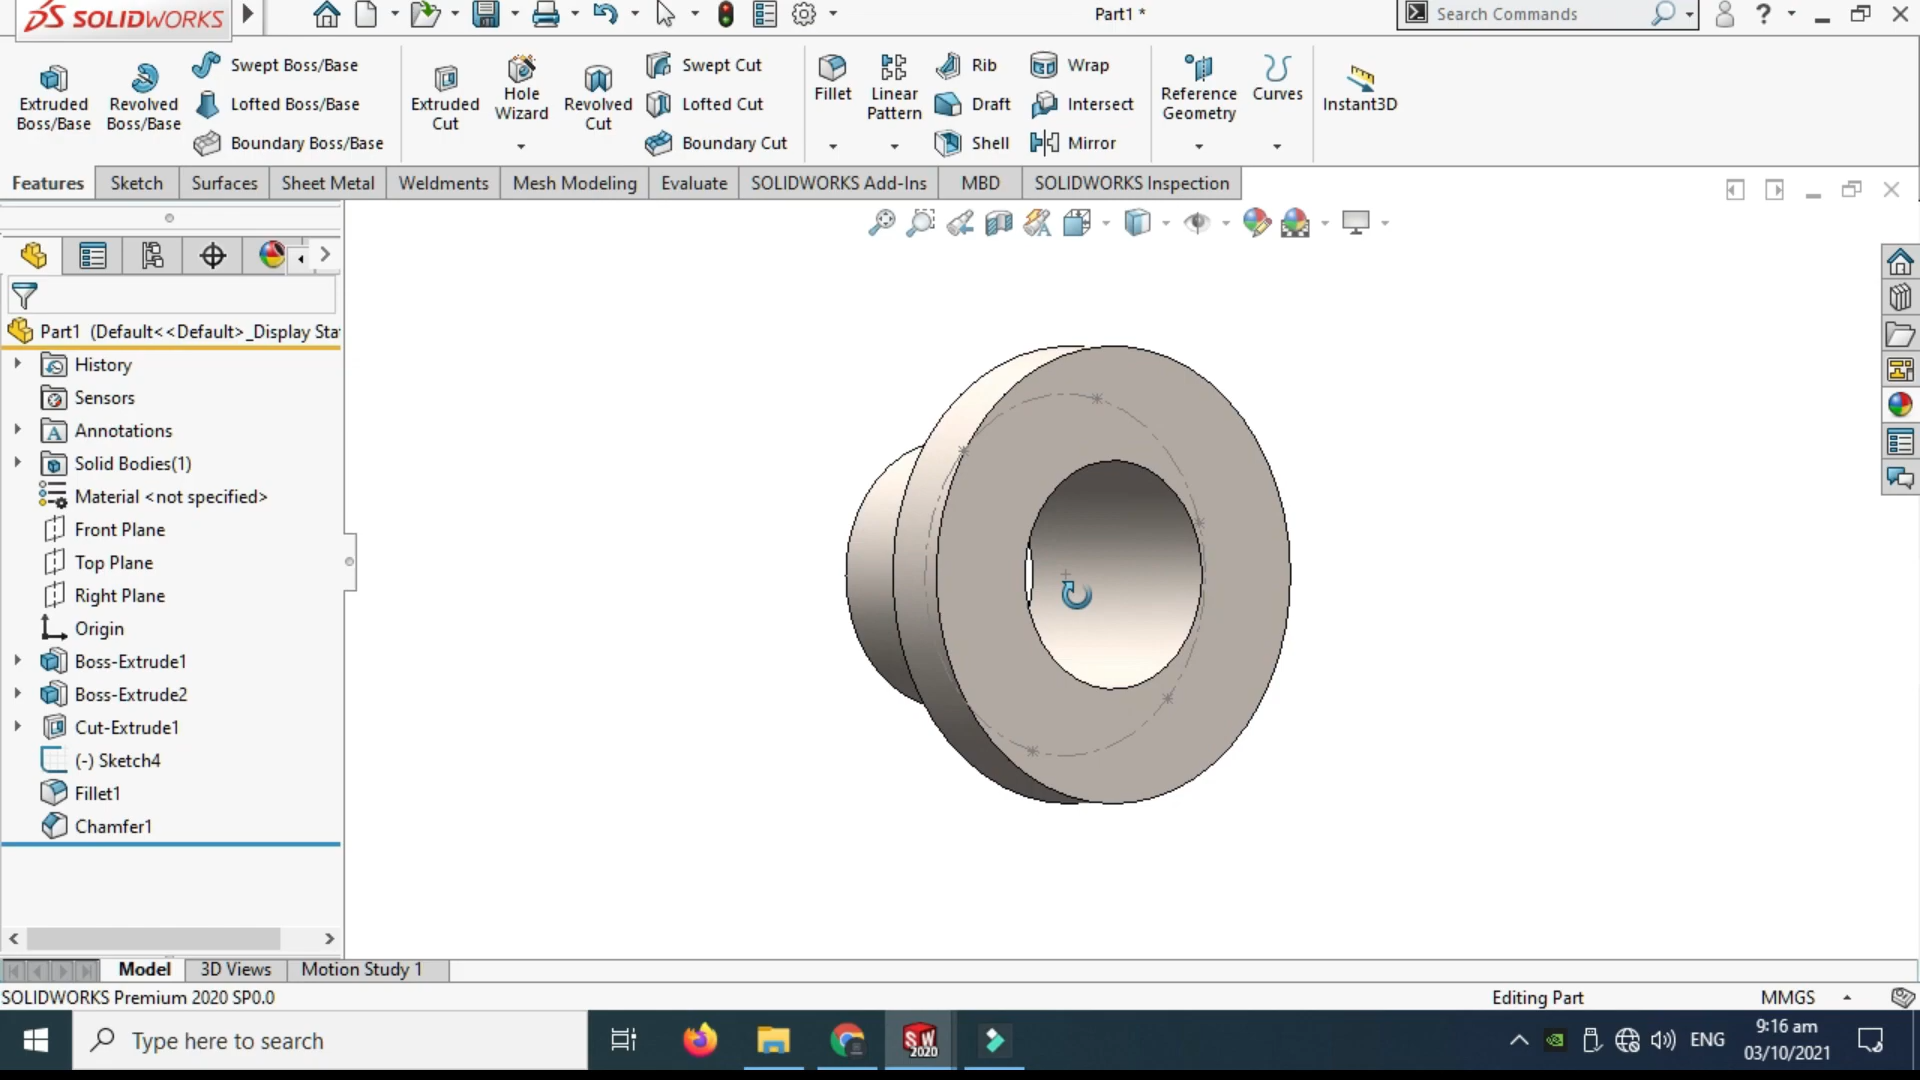 SOLIDWORKS
Part1 *
Search Commands
Extruded
Boss/Base
Revolved
Boss/Base
Swept Boss/Base
Lofted Boss/Base
Boundary Boss/Base
Extruded
Cut
Hole
Wizard
Revolved
Cut
Swept Cut
Lofted Cut
Boundary Cut
Fillet
Linear
Pattern
Rib
Draft
Shell
Wrap
Intersect
Mirror
Reference
Geometry
Curves
Instant3D
Features
Sketch
Surfaces
Sheet Metal
Weldments
Mesh Modeling
Evaluate
SOLIDWORKS Add-Ins
MBD
SOLIDWORKS Inspection
Part1 (Default<<Default>_Display Sta
History
Sensors
Annotations
Solid Bodies(1)
Material <not specified>
Front Plane
Top Plane
Right Plane
Origin
Boss-Extrude1
Boss-Extrude2
Cut-Extrude1
(-) Sketch4
Fillet1
Chamfer1
Model
3D Views
Motion Study 1
SOLIDWORKS Premium 2020 SP0.0
Editing Part
MMGS
Type here to search
SW
2020
ENG
9:16 am
03/10/2021